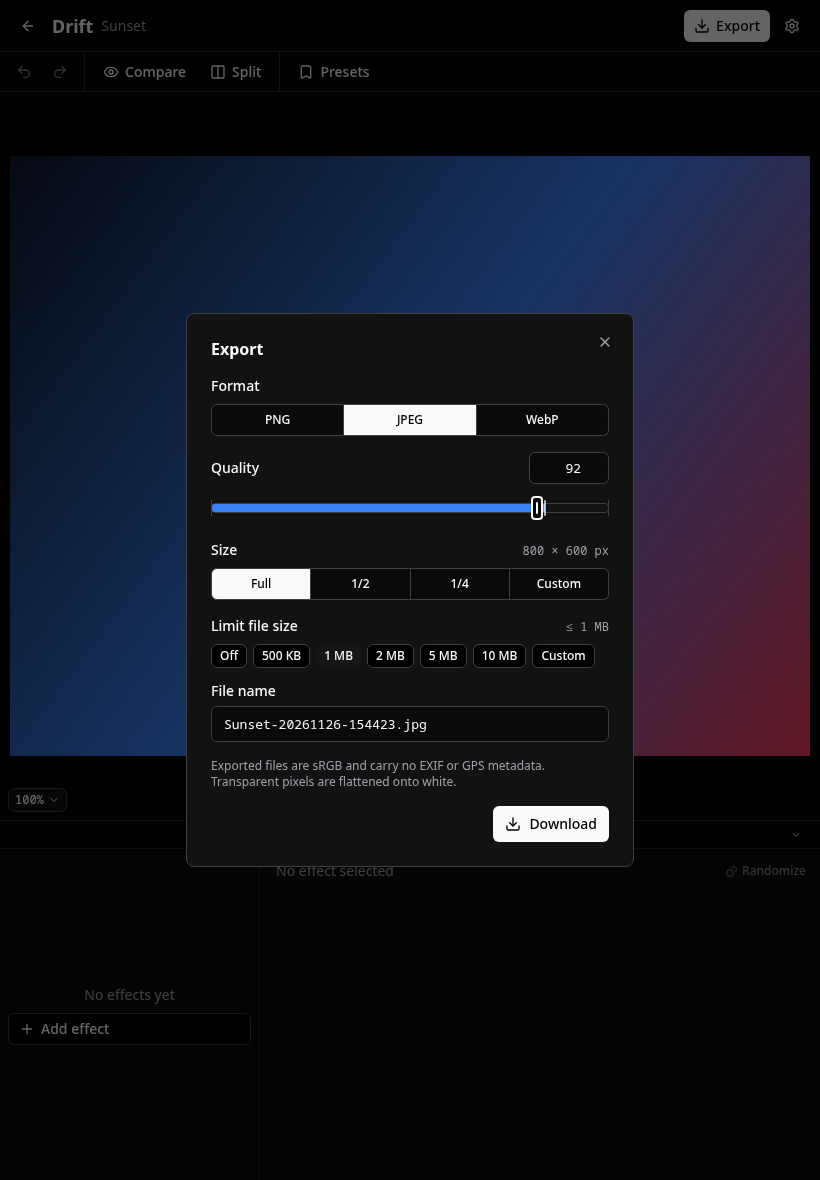 Drift Sunset
Export
Compare
Split
Presets
Export
Format
PNG
JPEG
WebP
Quality
92
Size
800 × 600 px
Full
1/2
1/4
Custom
Limit file size
≤ 1 MB
Off
500 KB
1 MB
2 MB
5 MB
10 MB
Custom
File name
Sunset-20261126-154423.jpg
Exported files are sRGB and carry no EXIF or GPS metadata.
Transparent pixels are flattened onto white.
Download
100%
No effect selected
Randomize
No effects yet
Add effect